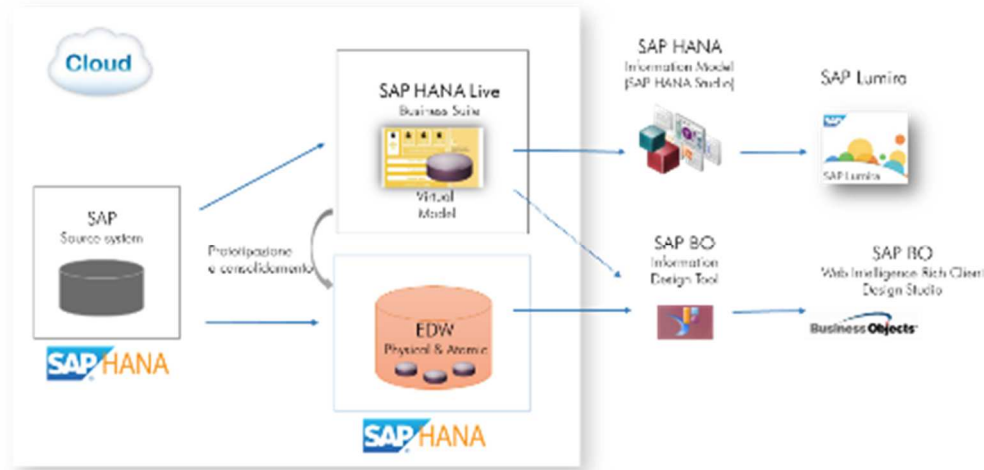 Cloud
SAP HANA Live
Business Suite
Virtual
Model
SAP
Source system
SAP HANA
Prototipazione
e consolidamento
EDW
Physical & Atomic
SAP HANA
SAP HANA
Information Model
(SAP HANA Studio)
SAP Lumira
SAP
SAP Lumira
SAP BO
Information
Design Tool
SAP BO
Web Intelligence Rich Client
Design Studio
BusinessObjects